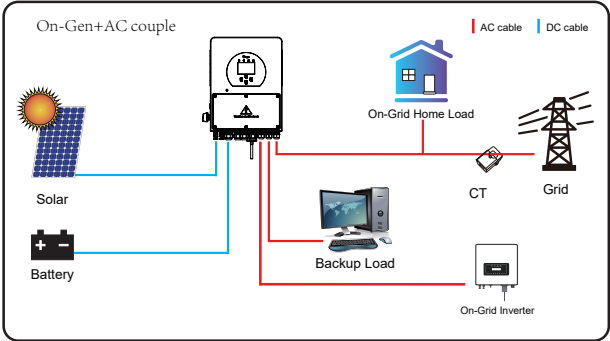 On-Gen+AC couple
AC cable
DC cable
On-Grid Home Load
Solar
CT
Grid
Battery
Backup Load
On-Grid Inverter